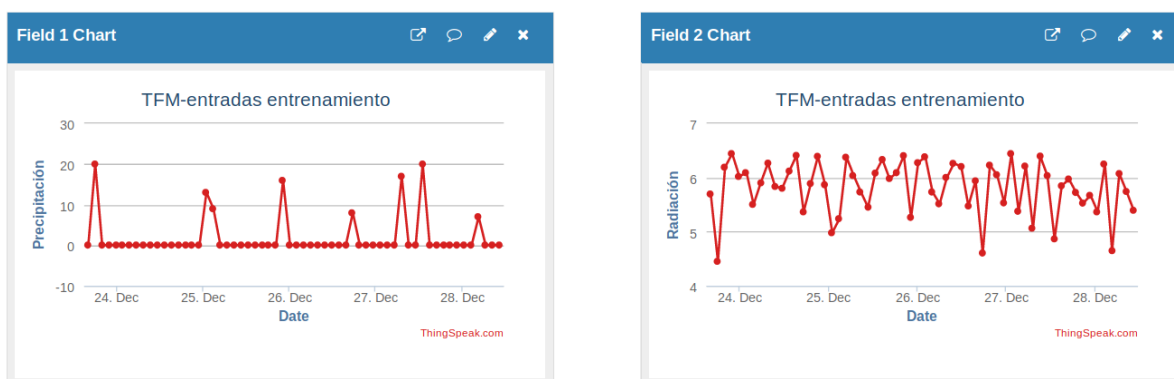 Field 1 Chart
TFM-entradas entrenamiento
Precipitación
30
20
10
0
-10
24. Dec 25. Dec 26. Dec 27. Dec 28. Dec
Date
ThingSpeak.com
Field 2 Chart
TFM-entradas entrenamiento
Radiación
7
6
5
4
24. Dec 25. Dec 26. Dec 27. Dec 28. Dec
Date
ThingSpeak.com